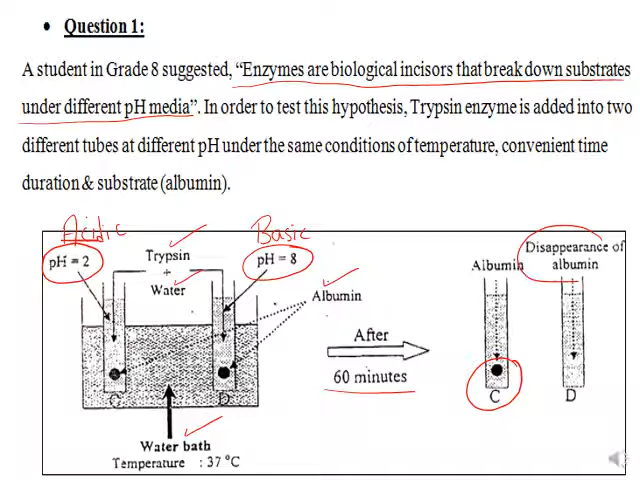 • Question 1:
A student in Grade 8 suggested, “Enzymes are biological incisors that break down substrates
under different pH media”. In order to test this hypothesis, Trypsin enzyme is added into two
different tubes at different pH under the same conditions of temperature, convenient time
duration & substrate (albumin).
Acidic
Basic
pH = 2
Trypsin
+
Water
pH = 8
Albumin
After
60 minutes
Albumin
Disappearance of
albumin
C
D
C
D
Water bath
Temperature : 37 °C